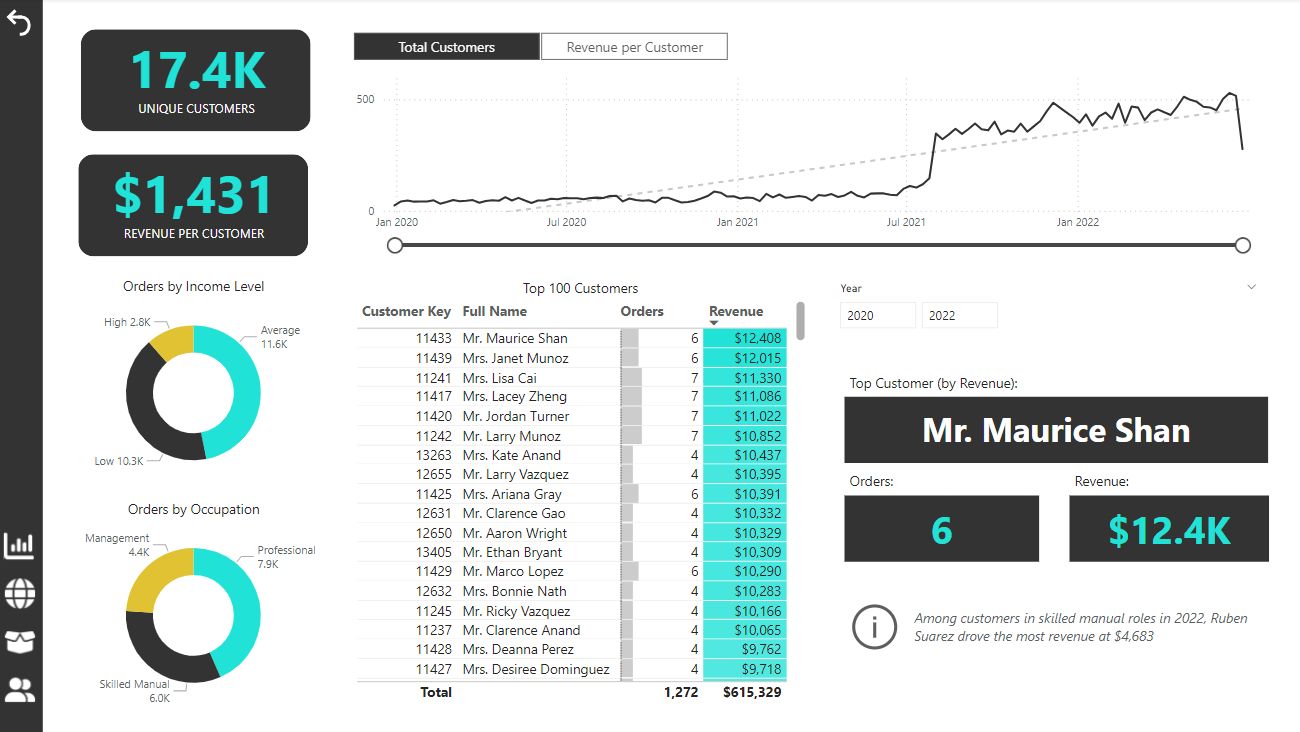 17.4K
UNIQUE CUSTOMERS
$1,431
REVENUE PER CUSTOMER
Total Customers
Revenue per Customer
500
0
Jan 2020
Jul 2020
Jan 2021
Jul 2021
Jan 2022
Orders by Income Level
High 2.8K
Average
11.6K
Low 10.3K
Orders by Occupation
Management
4.4K
Professional
7.9K
Skilled Manual
6.0K
Top 100 Customers
Customer Key Full Name Orders Revenue
11433 Mr. Maurice Shan 6 $12,408
11439 Mrs. Janet Munoz 6 $12,015
11241 Mrs. Lisa Cai 7 $11,330
11417 Mrs. Lacey Zheng 7 $11,086
11420 Mr. Jordan Turner 7 $11,022
11242 Mr. Larry Munoz 7 $10,852
13263 Mrs. Kate Anand 4 $10,437
12655 Mr. Larry Vazquez 4 $10,395
11425 Mrs. Ariana Gray 6 $10,391
12631 Mr. Clarence Gao 4 $10,332
12650 Mr. Aaron Wright 4 $10,329
13405 Mr. Ethan Bryant 4 $10,309
11429 Mr. Marco Lopez 6 $10,290
12632 Mrs. Bonnie Nath 4 $10,283
11245 Mr. Ricky Vazquez 4 $10,166
11237 Mr. Clarence Anand 4 $10,065
11428 Mrs. Deanna Perez 4 $9,762
11427 Mrs. Desiree Dominguez 4 $9,718
Total 1,272 $615,329
Year
2020
2022
Top Customer (by Revenue):
Mr. Maurice Shan
Orders:
6
Revenue:
$12.4K
Among customers in skilled manual roles in 2022, Ruben
Suarez drove the most revenue at $4,683